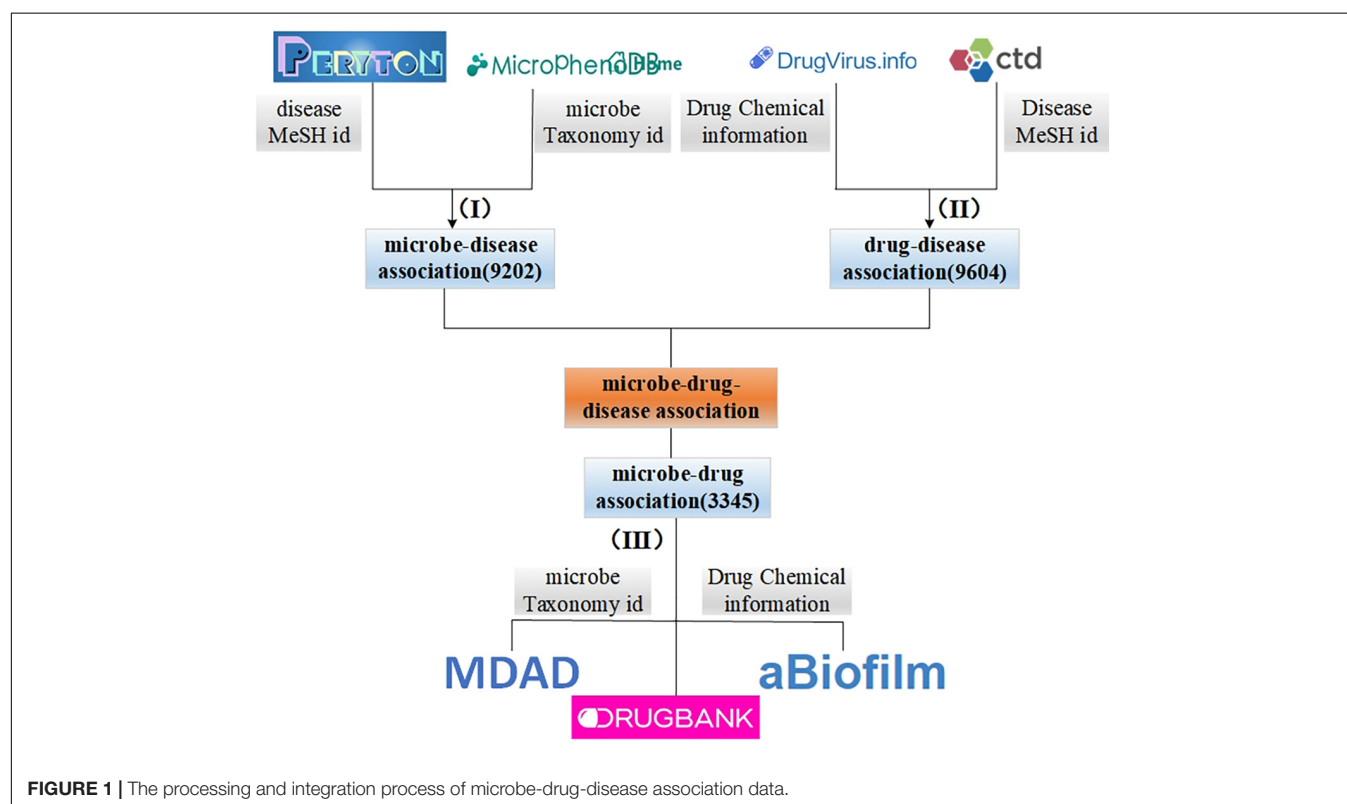 PERYTON
MicroPhenoDB
Home
DrugVirus.info
ctd
disease
MeSH id
microbe
Taxonomy id
Drug Chemical
information
Disease
MeSH id
(I)
(II)
microbe-disease
association(9202)
drug-disease
association(9604)
microbe-drug-
disease association
microbe-drug
association(3345)
(III)
microbe
Taxonomy id
Drug Chemical
information
MDAD
aBiofilm
DRUGBANK
FIGURE 1 | The processing and integration process of microbe-drug-disease association data.